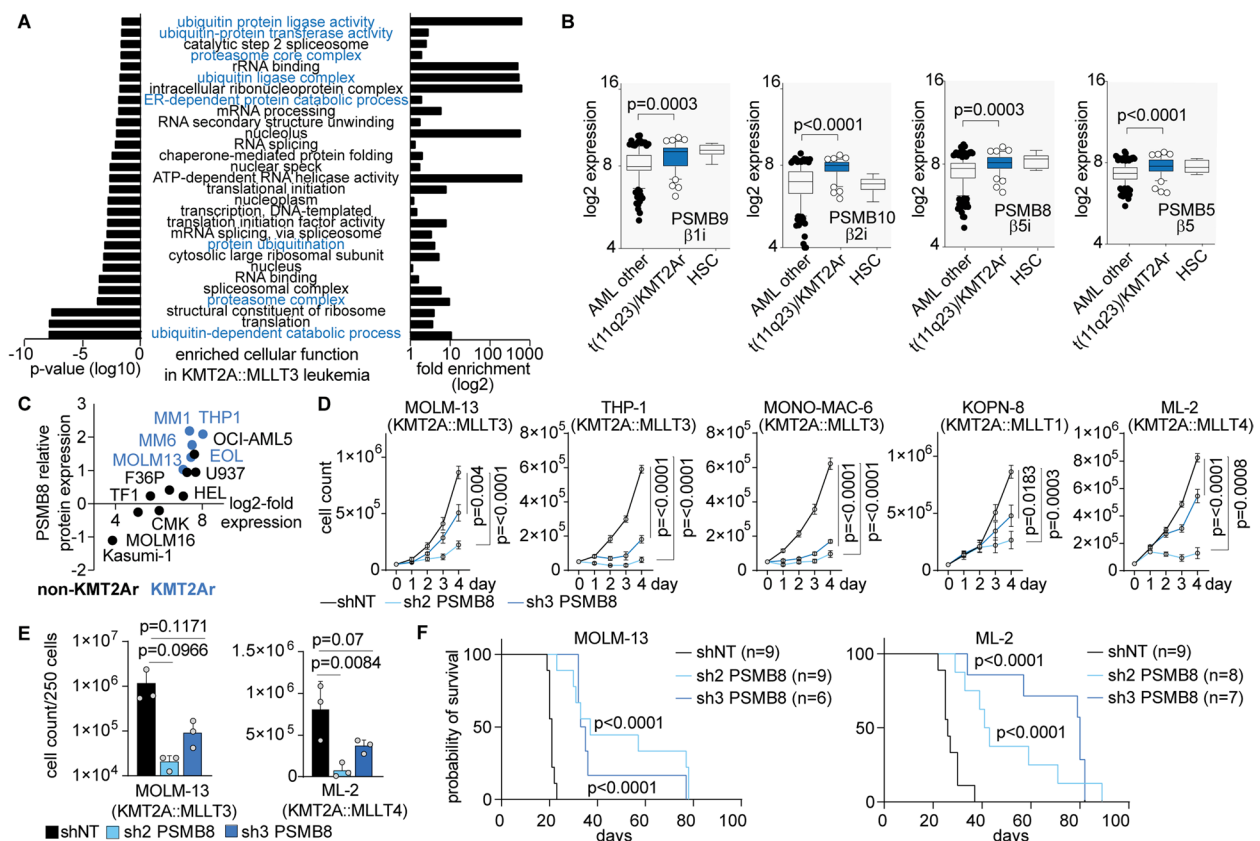 A
ubiquitin protein ligase activity
ubiquitin-protein transferase activity
catalytic step 2 spliceosome
proteasome core complex
rRNA binding
ubiquitin ligase complex
intracellular ribonucleoprotein complex
ER-dependent protein catabolic process
mRNA processing
RNA secondary structure unwinding
nucleolus
RNA splicing
chaperone-mediated protein folding
nuclear speck
ATP-dependent RNA helicase activity
translational initiation
nucleoplasm
transcription, DNA-templated
translation initiation factor activity
mRNA splicing, via spliceosome
protein ubiquitination
cytosolic large ribosomal subunit
nucleus
RNA binding
spliceosomal complex
proteasome complex
structural constituent of ribosome
translation
ubiquitin-dependent catabolic process
-10 -5 0
p-value (log10)
enriched cellular function
in KMT2A::MLLT3 leukemia
1 10 100 1000
fold enrichment
(log2)
B
16
8
4
log2 expression
p=0.0003
PSMB9
β1i
AML other
t(11q23)/KMT2Ar
HSC
16
8
4
log2 expression
p<0.0001
PSMB10
β2i
AML other
t(11q23)/KMT2Ar
HSC
16
8
4
log2 expression
p=0.0003
PSMB8
β5i
AML other
t(11q23)/KMT2Ar
HSC
16
8
4
log2 expression
p<0.0001
PSMB5
β5
AML other
t(11q23)/KMT2Ar
HSC
C
PSMB8 relative
protein expression
3
2
1
0
-1
-2
MM1 THP1
MM6 OCI-AML5
MOLM13 EOL
F36P U937
TF1 HEL
4 8
log2-fold
expression
CMK
MOLM16
Kasumi-1
non-KMT2Ar KMT2Ar
D
cell count
MOLM-13
(KMT2A::MLLT3)
1×10⁶
5×10⁵
0
p=0.004
p=<0.0001
0 1 2 3 4 day
THP-1
(KMT2A::MLLT3)
8×10⁵
6×10⁵
4×10⁵
2×10⁵
0
p=<0.0001
p=<0.0001
0 1 2 3 4 day
MONO-MAC-6
(KMT2A::MLLT3)
8×10⁵
6×10⁵
4×10⁵
2×10⁵
0
p=<0.0001
p=<0.0001
0 1 2 3 4 day
KOPN-8
(KMT2A::MLLT1)
1×10⁶
5×10⁵
0
p=0.0183
p=0.0003
0 1 2 3 4 day
ML-2
(KMT2A::MLLT4)
1×10⁶
8×10⁵
6×10⁵
4×10⁵
2×10⁵
0
p=<0.0001
p=0.0008
0 1 2 3 4 day
shNT sh2 PSMB8 sh3 PSMB8
E
cell count/250 cells
1×10⁷
1×10⁶
1×10⁵
1×10⁴
p=0.1171
p=0.0966
MOLM-13
(KMT2A::MLLT3)
1.5×10⁶
1×10⁶
5×10⁵
0
p=0.07
p=0.0084
ML-2
(KMT2A::MLLT4)
shNT sh2 PSMB8 sh3 PSMB8
F
probability of survival
MOLM-13
100
50
0
shNT (n=9)
sh2 PSMB8 (n=9)
sh3 PSMB8 (n=6)
p<0.0001
p<0.0001
0 20 40 60 80 100
days
ML-2
100
50
0
p<0.0001
p<0.0001
shNT (n=9)
sh2 PSMB8 (n=8)
sh3 PSMB8 (n=7)
0 20 40 60 80 100
days